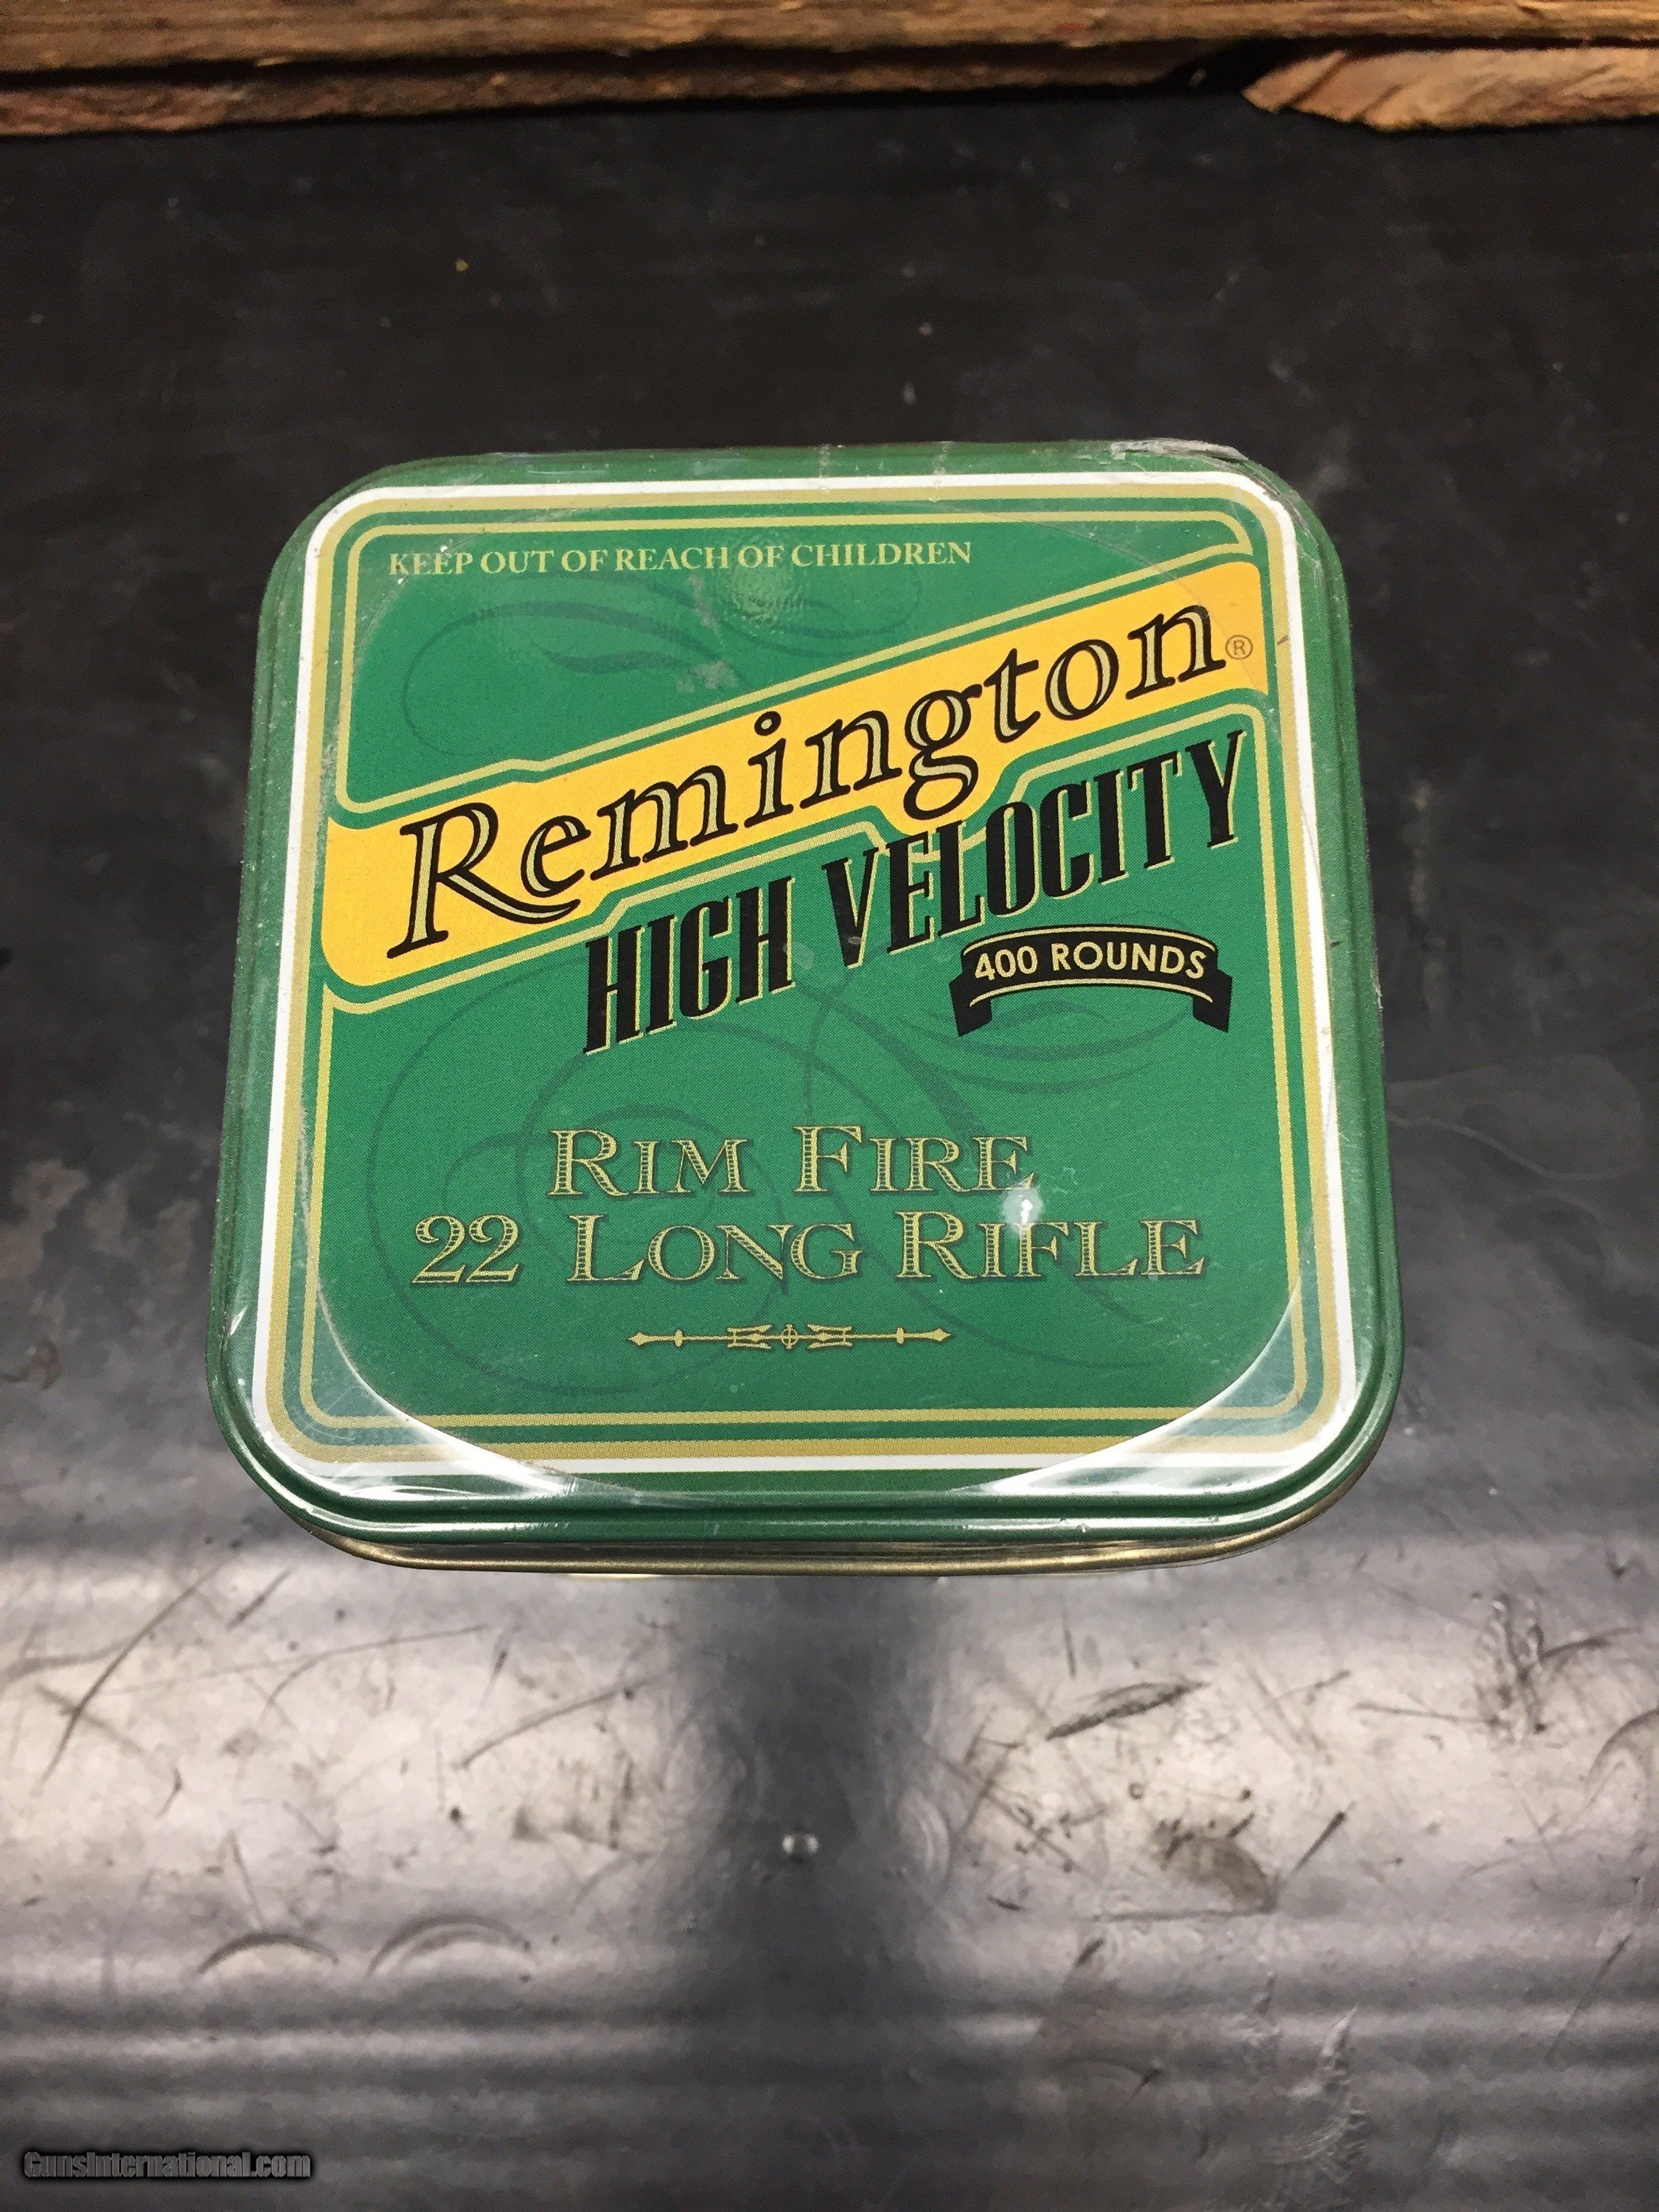 KEEP OUT OF REACH OF CHILDREN
Remington®
HIGH VELOCITY
400 ROUNDS
RIM FIRE
22 LONG RIFLE
GunsInternational.com